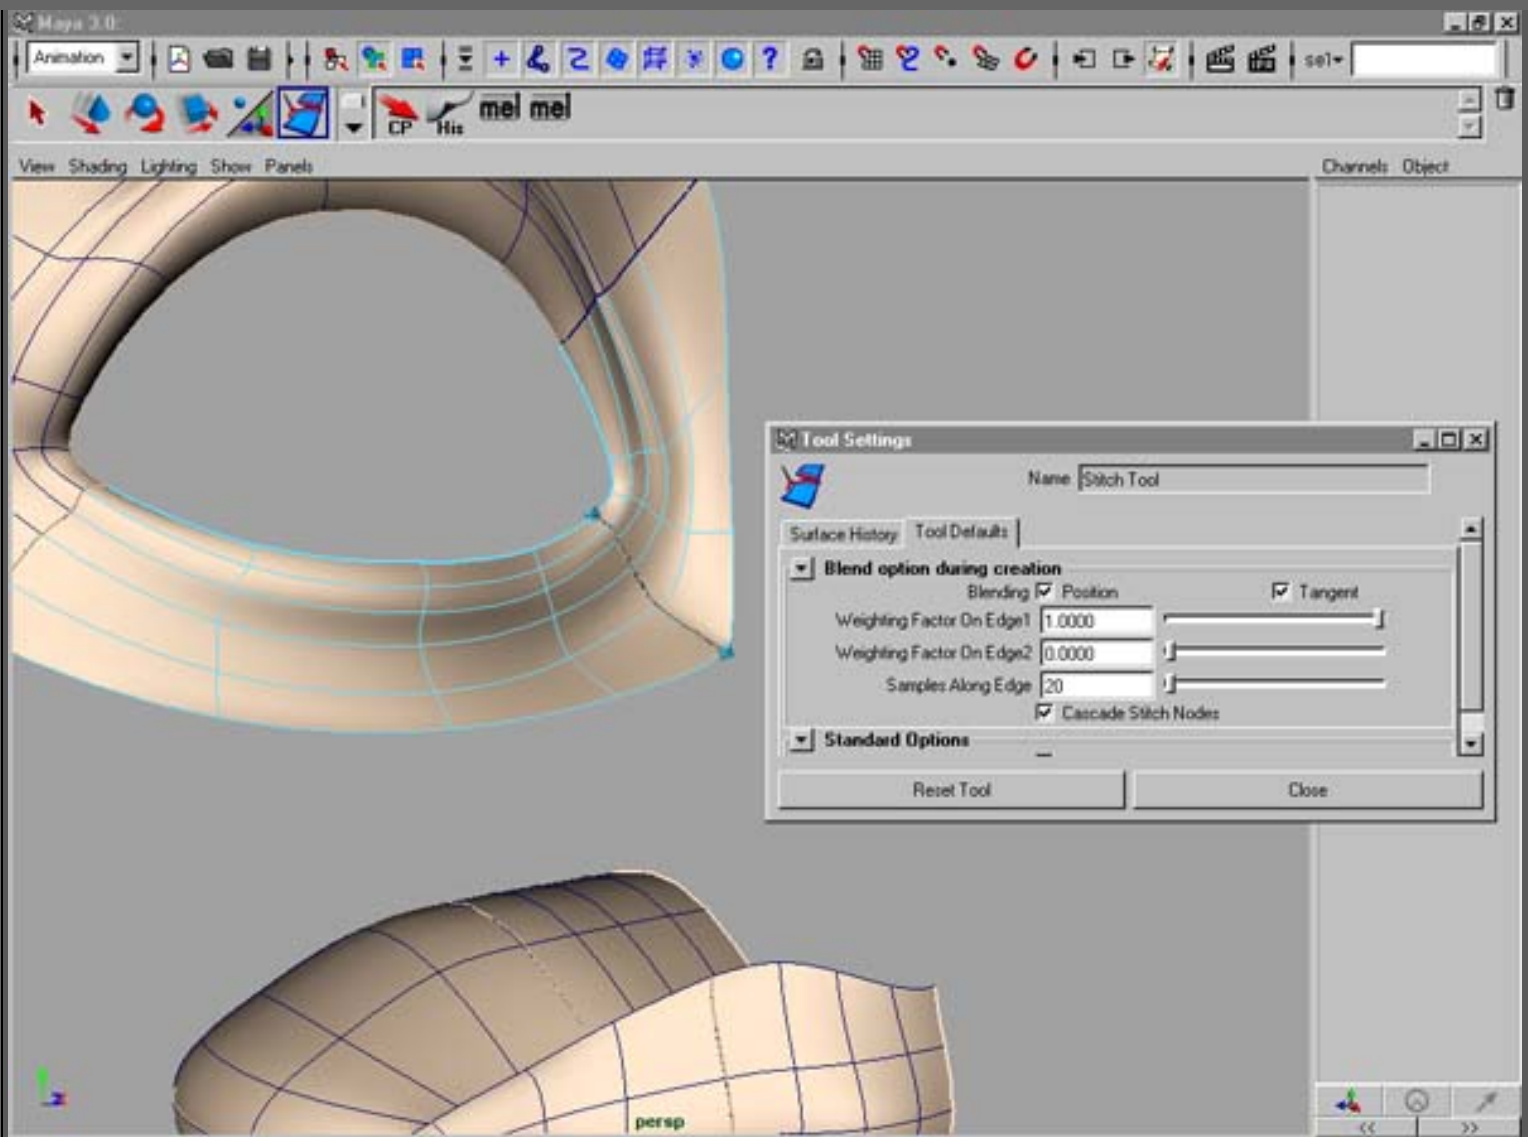 Maya 3.0:
Animation
sel
CP His mel mel
View Shading Lighting Show Panels
Channels Object
Tool Settings
Name Stitch Tool
Surface History Tool Defaults
Blend option during creation
Blending Position Tangent
Weighting Factor On Edge1 1.0000
Weighting Factor On Edge2 0.0000
Samples Along Edge 20
Cascade Stitch Nodes
Standard Options
Reset Tool Close
persp
<< >>